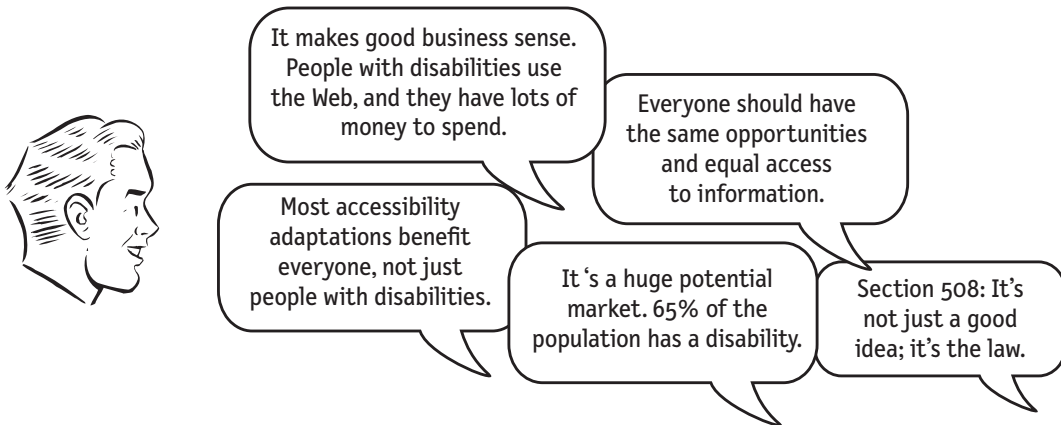 It makes good business sense.
People with disabilities use
the Web, and they have lots of
money to spend.
Everyone should have
the same opportunities
and equal access
to information.
Most accessibility
adaptations benefit
everyone, not just
people with disabilities.
It ‘s a huge potential
market. 65% of the
population has a disability.
Section 508: It’s
not just a good
idea; it’s the law.